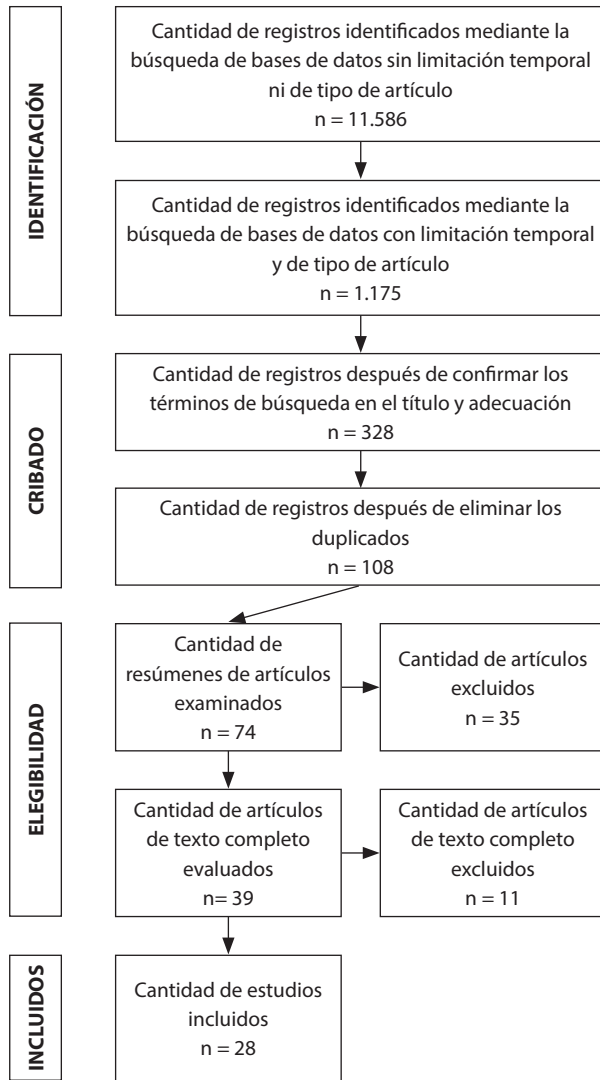 IDENTIFICACIÓN
Cantidad de registros identificados mediante la
búsqueda de bases de datos sin limitación temporal
ni de tipo de artículo
n = 11.586
Cantidad de registros identificados mediante la
búsqueda de bases de datos con limitación temporal
y de tipo de artículo
n = 1.175
CRIBADO
Cantidad de registros después de confirmar los
términos de búsqueda en el título y adecuación
n = 328
Cantidad de registros después de eliminar los
duplicados
n = 108
ELEGIBILIDAD
Cantidad de
resúmenes de artículos
examinados
n = 74
Cantidad de artículos
excluidos
n = 35
Cantidad de artículos
de texto completo
evaluados
n= 39
Cantidad de artículos
de texto completo
excluidos
n = 11
INCLUIDOS
Cantidad de estudios
incluidos
n = 28